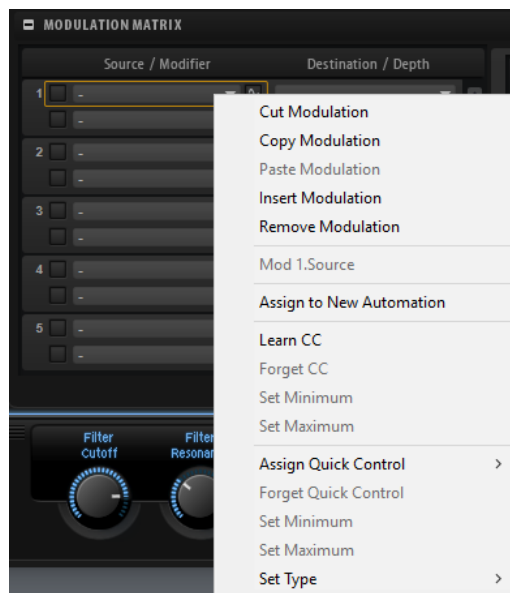 MODULATION MATRIX
Source / Modifier Destination / Depth
1 -
-
2 -
-
3 -
-
4 -
-
5 -
-
Filter
Cutoff
Filter
Cut Modulation
Copy Modulation
Paste Modulation
Insert Modulation
Remove Modulation
Mod 1.Source
Assign to New Automation
Learn CC
Forget CC
Set Minimum
Set Maximum
Assign Quick Control
Forget Quick Control
Set Minimum
Set Maximum
Set Type